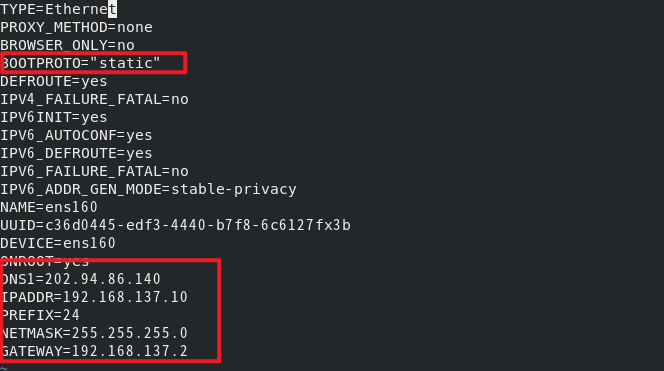 TYPE=Ethernet
PROXY_METHOD=none
BROWSER_ONLY=no
BOOTPROTO="static"
DEFROUTE=yes
IPV4_FAILURE_FATAL=no
IPV6INIT=yes
IPV6_AUTOCONF=yes
IPV6_DEFROUTE=yes
IPV6_FAILURE_FATAL=no
IPV6_ADDR_GEN_MODE=stable-privacy
NAME=ens160
UUID=c36d0445-edf3-4440-b7f8-6c6127fx3b
DEVICE=ens160
ONBOOT=yes
DNS1=202.94.86.140
IPADDR=192.168.137.10
PREFIX=24
NETMASK=255.255.255.0
GATEWAY=192.168.137.2
~